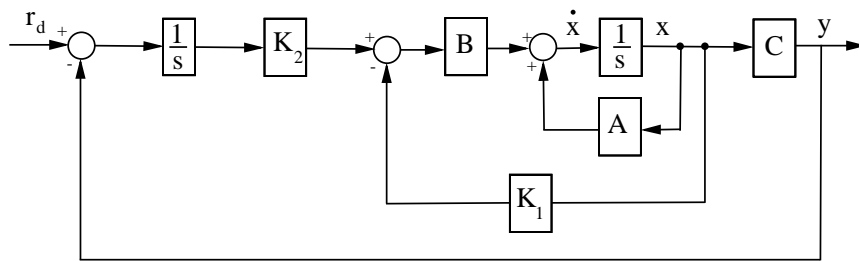 r_d + - 1/s K_2 + - B + + ẋ 1/s x C y
A
K_1